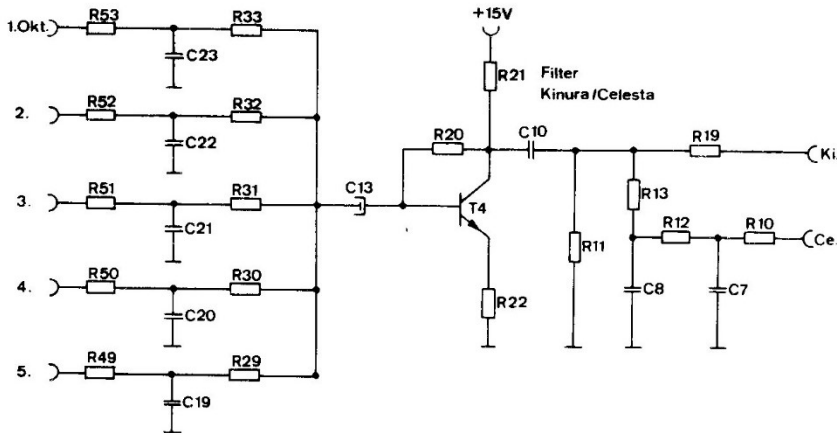 1.Okt. R53 R33
C23
2. R52 R32
C22
3. R51 R31
C21
4. R50 R30
C20
5. R49 R29
C19
C13
+15V
R21
Filter
Kinura/Celesta
R20
C10
R19
Ki.
T4
R13
R12
R10
Ce.
R11
R22
C8
C7